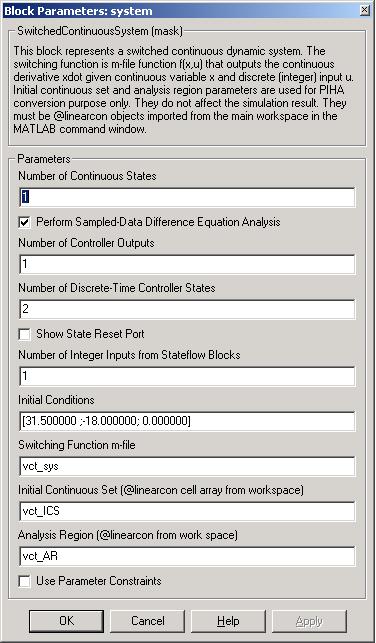 Block Parameters: system
SwitchedContinuousSystem (mask)
This block represents a switched continuous dynamic system. The
switching function is m-file function f(x,u) that outputs the continuous
derivative xdot given continuous variable x and discrete (integer) input u.
Initial continuous set and analysis region parameters are used for PIHA
conversion purpose only. They do not affect the simulation result. They
must be @linearcon objects imported from the main workspace in the
MATLAB command window.
Parameters
Number of Continuous States
1
Perform Sampled-Data Difference Equation Analysis
Number of Controller Outputs
1
Number of Discrete-Time Controller States
2
Show State Reset Port
Number of Integer Inputs from Stateflow Blocks
1
Initial Conditions
[31.500000 ;-18.000000; 0.000000]
Switching Function m-file
vct_sys
Initial Continuous Set (@linearcon cell array from workspace)
vct_ICS
Analysis Region (@linearcon from work space)
vct_AR
Use Parameter Constraints
OK Cancel Help Apply